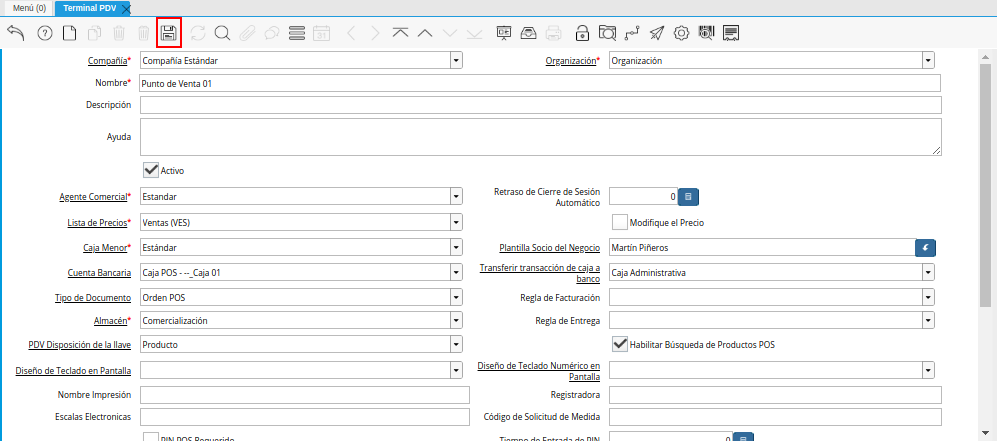 Menú (0) Terminal PDV
Compañía* Compañía Estándar Organización* Organización
Nombre* Punto de Venta 01
Descripción
Ayuda
Activo
Agente Comercial* Estandar Retraso de Cierre de Sesión Automático 0
Lista de Precios* Ventas (VES) Modifique el Precio
Caja Menor* Estándar Plantilla Socio del Negocio Martín Piñeros
Cuenta Bancaria Caja POS - --_Caja 01 Transferir transacción de caja a banco Caja Administrativa
Tipo de Documento Orden POS Regla de Facturación
Almacén* Comercialización Regla de Entrega
PDV Disposición de la llave Producto Habilitar Búsqueda de Productos POS
Diseño de Teclado en Pantalla Diseño de Teclado Numérico en Pantalla
Nombre Impresión Registradora
Escalas Electronicas Código de Solicitud de Medida
PIN POS Requerido Tiempo de Entrada de PIN 0